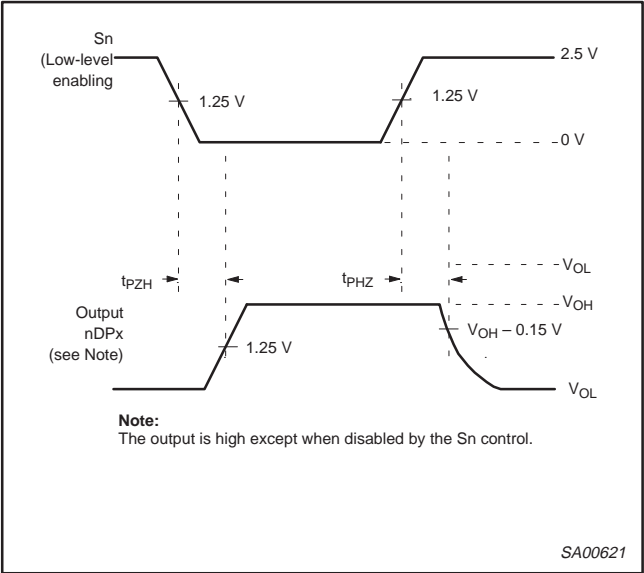 Sn
(Low-level
enabling
2.5 V
1.25 V
1.25 V
0 V
tPZH
tPHZ
VOL
VOH
Output
nDPx
(see Note)
VOH – 0.15 V
1.25 V
VOL
Note:
The output is high except when disabled by the Sn control.
SA00621